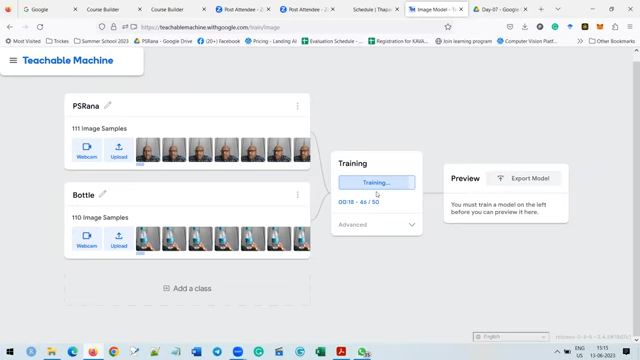 Google
Course Builder
Course Builder
Post Attendee -
Post Attendee -
Schedule | Thapa
Image Model - T
Day-07 - Google
https://teachablemachine.withgoogle.com/train/image
Most Visited
Trickes
Summer School 2023
PSRana - Google Drive
(20+) Facebook
Pricing - Landing AI
Evaluation Schedule -...
Registration for KAVA...
Join learning program
Computer Vision Platf...
Other Bookmarks
Teachable Machine
PSRana
111 Image Samples
Webcam
Upload
Bottle
110 Image Samples
Webcam
Upload
Add a class
Training
Training...
00:18 - 46 / 50
Advanced
Preview
Export Model
You must train a model on the left
before you can preview it here.
English
ENG
US
15:15
13-06-2023